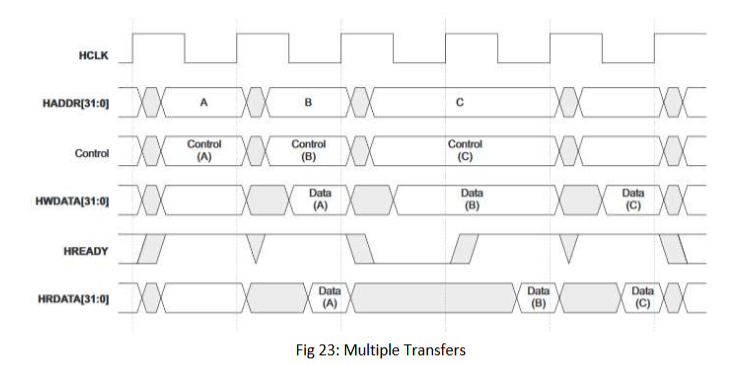 HCLK
HADDR[31:0] A B C
Control Control (A) Control (B) Control (C)
HWDATA[31:0] Data (A) Data (B) Data (C)
HREADY
HRDATA[31:0] Data (A) Data (B) Data (C)
Fig 23: Multiple Transfers